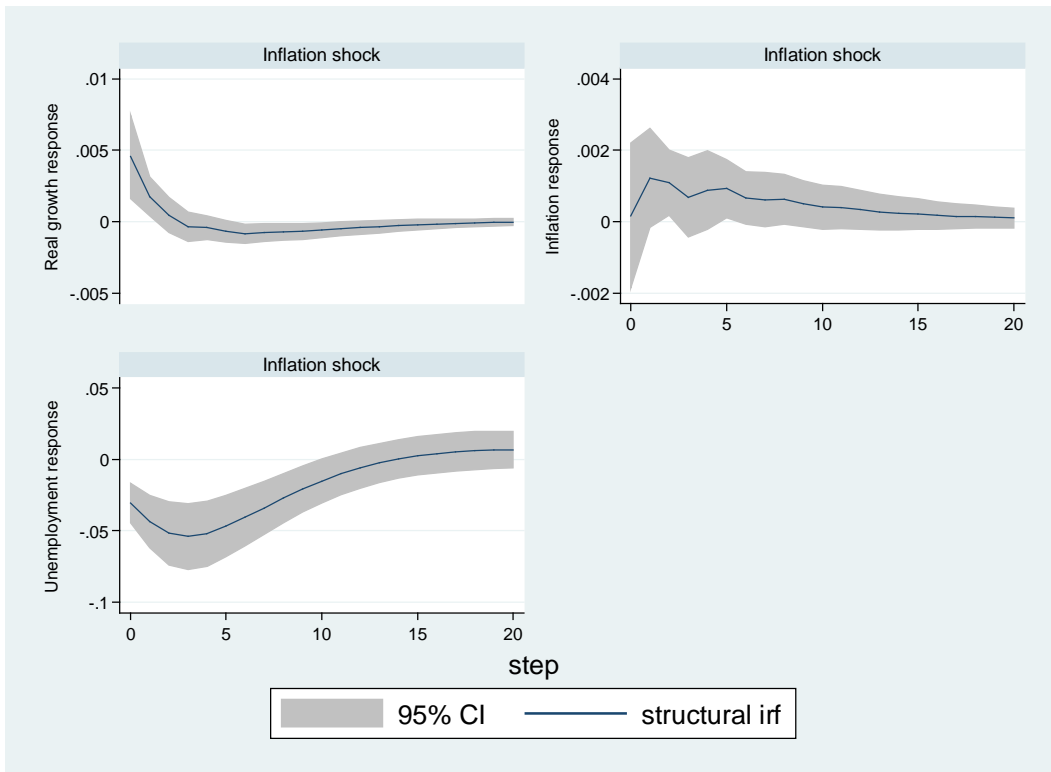 Inflation shock
Real growth response
.01
.005
0
-.005
Inflation shock
Inflation response
.004
.002
0
-.002
0 5 10 15 20
Inflation shock
Unemployment response
.05
0
-.05
-.1
0 5 10 15 20
step
95% CI structural irf